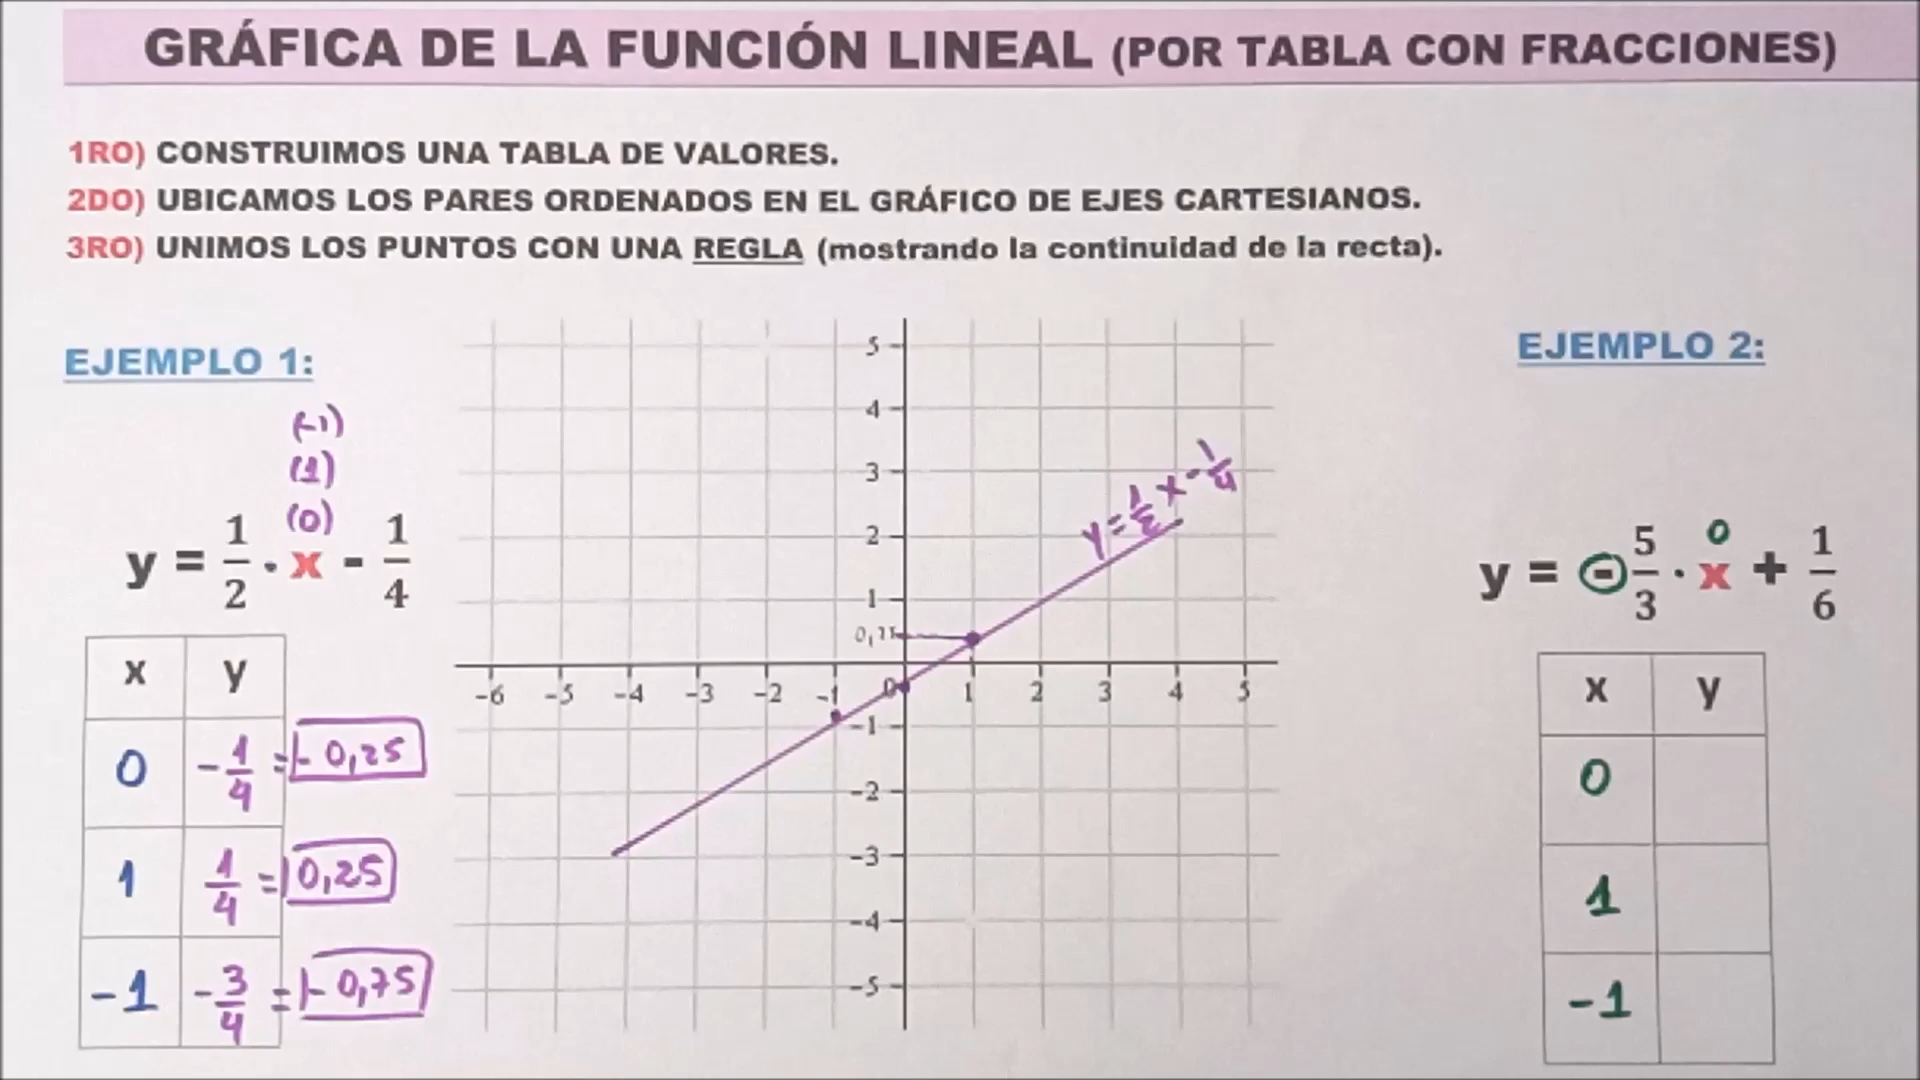 GRÁFICA DE LA FUNCIÓN LINEAL (POR TABLA CON FRACCIONES)
1RO) CONSTRUIMOS UNA TABLA DE VALORES.
2DO) UBICAMOS LOS PARES ORDENADOS EN EL GRÁFICO DE EJES CARTESIANOS.
3RO) UNIMOS LOS PUNTOS CON UNA REGLA (mostrando la continuidad de la recta).
EJEMPLO 1:
(-1)
(1)
(0)
y = 1/2 · x - 1/4
x y
0 -1/4 = -0,25
1 1/4 = 0,25
-1 -3/4 = -0,75
5
4
3
2
1
-6 -5 -4 -3 -2 -1 0 1 2 3 4 5
-1
-2
-3
-4
-5
y = 1/2 x - 1/4
EJEMPLO 2:
0
y = - 5/3 · x + 1/6
x y
0
1
-1